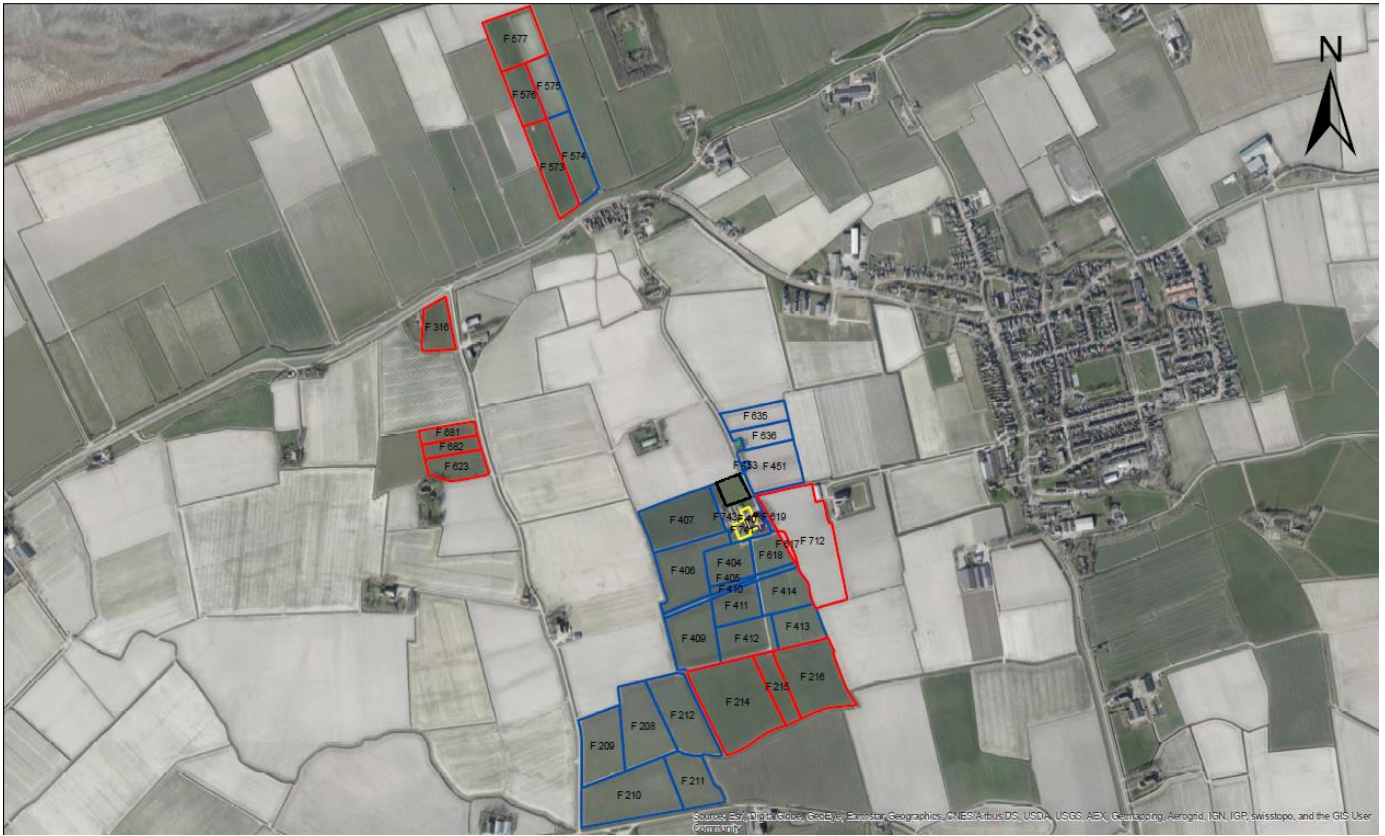 F 577
N
F 575
F 576
F 574
F 573
F 316
F 635
F 681
F 636
F 682
F 623
F 451
F 407
F 743
F 619
F 712
F 617
F 618
F 404
F 406
F 405
F 410
F 414
F 411
F 413
F 409
F 412
F 216
F 215
F 214
F 212
F 208
F 209
F 211
F 210
Source: Esri, DigitalGlobe, GeoEye, Earthstar Geographics, CNES/Airbus DS, USDA, USGS, AEX, Getmapping, Aerogrid, IGN, IGP, swisstopo, and the GIS User
Community